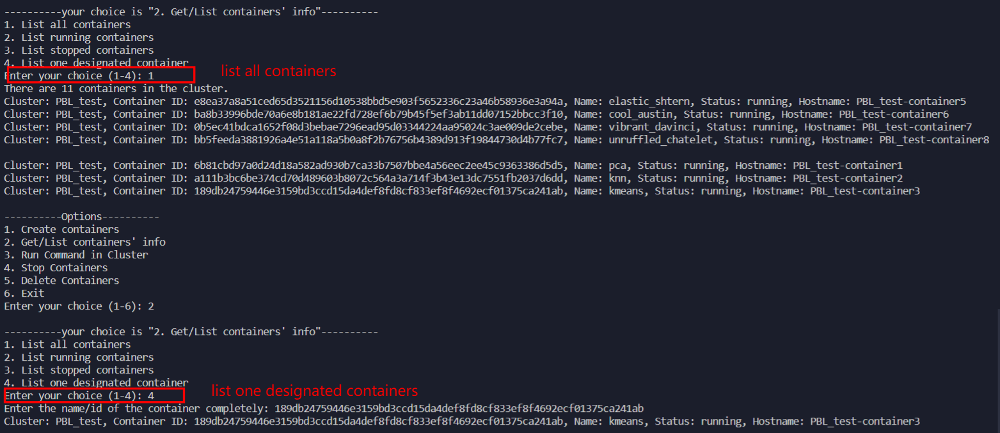 ----------your choice is "2. Get/List containers' info"----------
1. List all containers
2. List running containers
3. List stopped containers
4. List one designated container
Enter your choice (1-4): 1
list all containers
There are 11 containers in the cluster.
Cluster: PBL_test, Container ID: e8ea37a8a51ced65d3521156d10538bbd5e903f5652336c23a46b58936e3a94a, Name: elastic_shtern, Status: running, Hostname: PBL_test-container5
Cluster: PBL_test, Container ID: ba8b33996bde70a6e8b181ae22fd728ef6b79b45f5ef3ab11dd07152bbcc3f10, Name: cool_austin, Status: running, Hostname: PBL_test-container6
Cluster: PBL_test, Container ID: 0b5ec41bdca1652f08d3bebae7296ead95d03344224aa95024c3ae009de2cebe, Name: vibrant_davinci, Status: running, Hostname: PBL_test-container7
Cluster: PBL_test, Container ID: bb5feeda3881926a4e51a118a5b0a8f2b76756b4389d913f19844730d4b77fc7, Name: unruffled_chatelet, Status: running, Hostname: PBL_test-container8
Cluster: PBL_test, Container ID: 6b81cbd97a0d24d18a582ad930b7ca33b7507bbe4a56eec2ee45c9363386d5d5, Name: pca, Status: running, Hostname: PBL_test-container1
Cluster: PBL_test, Container ID: a111b3bc6be374cd70d489603b8072c564a3a714f3b43e13dc7551fb2037d6dd, Name: knn, Status: running, Hostname: PBL_test-container2
Cluster: PBL_test, Container ID: 189db24759446e3159bd3ccd15da4def8fd8cf833ef8f4692ecf01375ca241ab, Name: kmeans, Status: running, Hostname: PBL_test-container3
----------Options----------
1. Create containers
2. Get/List containers' info
3. Run Command in Cluster
4. Stop Containers
5. Delete Containers
6. Exit
Enter your choice (1-6): 2
----------your choice is "2. Get/List containers' info"----------
1. List all containers
2. List running containers
3. List stopped containers
4. List one designated container
Enter your choice (1-4): 4
list one designated containers
Enter the name/id of the container completely: 189db24759446e3159bd3ccd15da4def8fd8cf833ef8f4692ecf01375ca241ab
Cluster: PBL_test, Container ID: 189db24759446e3159bd3ccd15da4def8fd8cf833ef8f4692ecf01375ca241ab, Name: kmeans, Status: running, Hostname: PBL_test-container3